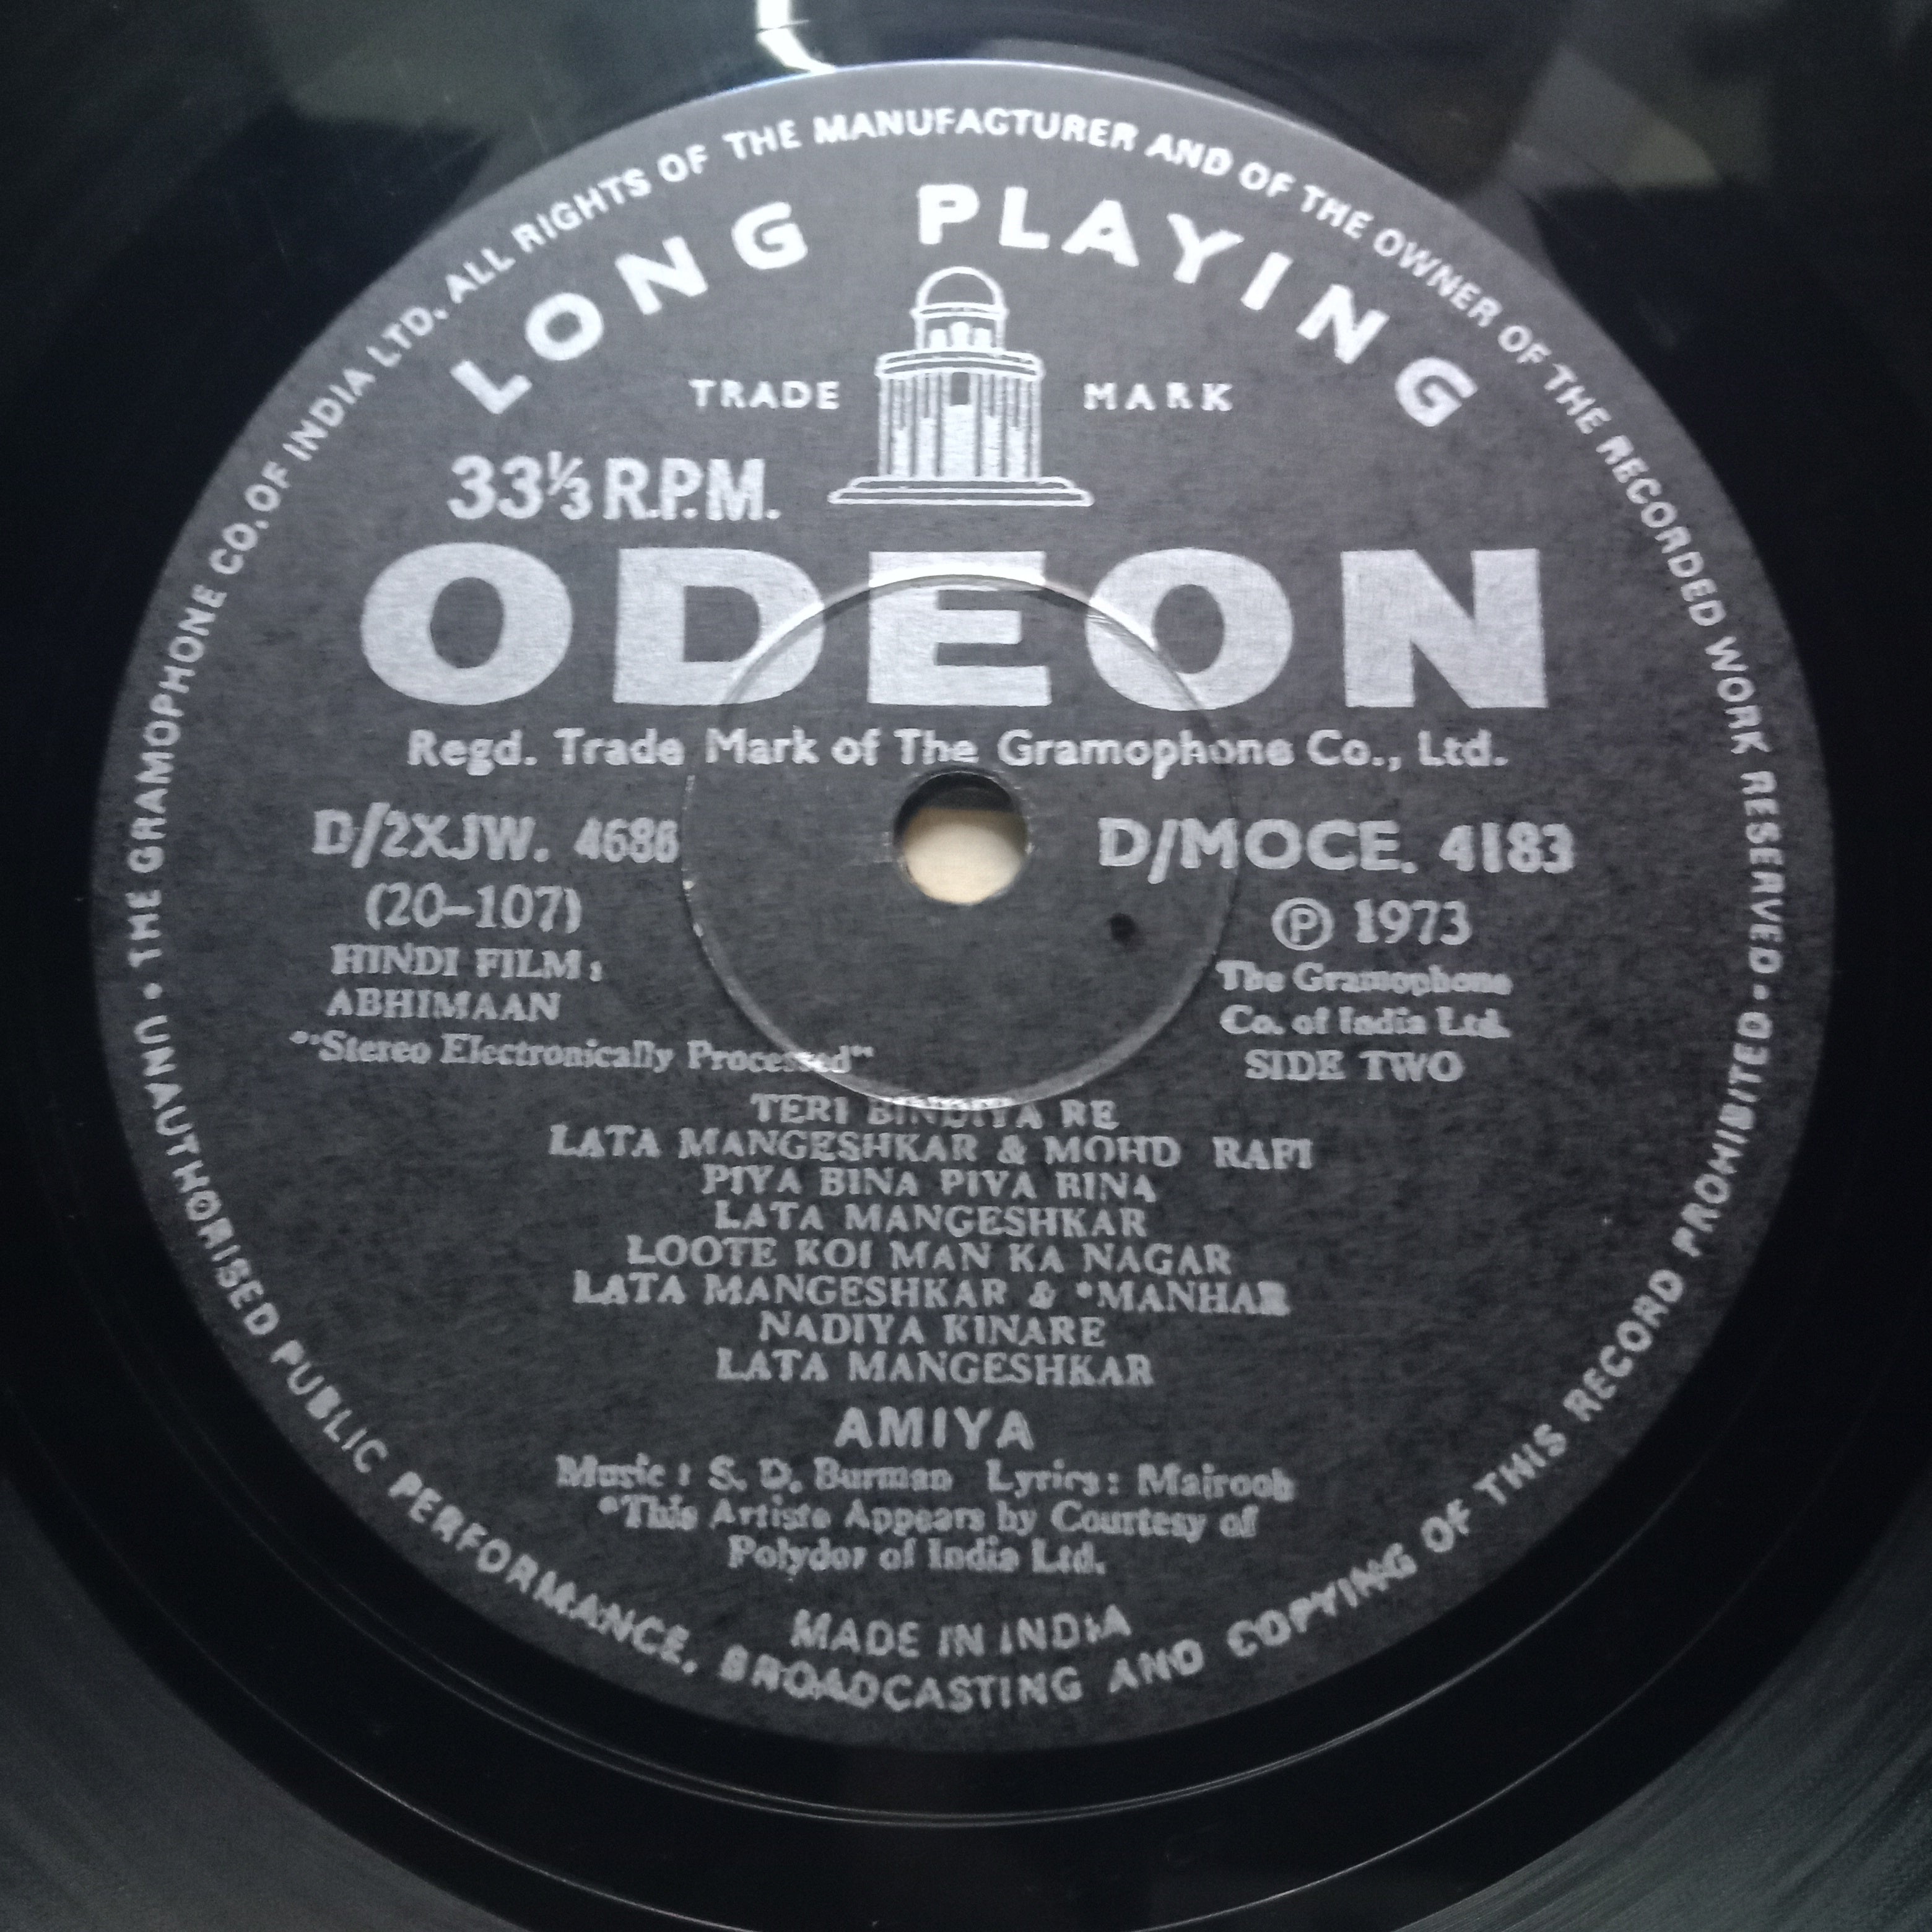 • THE GRAMOPHONE CO. OF INDIA LTD. ALL RIGHTS OF THE MANUFACTURER AND OF THE OWNER OF THE RECORDED WORK RESERVED •
LONG PLAYING
TRADE MARK
33⅓ R.P.M.
ODEON
Regd. Trade Mark of The Gramophone Co., Ltd.
D/2XJW. 4686
(20-107)
HINDI FILM:
ABHIMAAN
"Stereo Electronically Processed"
D/MOCE. 4183
Ⓟ 1973
The Gramophone
Co. of India Ltd.
SIDE TWO
TERI BINDIYA RE
LATA MANGESHKAR & MOHD RAFI
PIYA BINA PIYA BINA
LATA MANGESHKAR
LOOTE KOI MAN KA NAGAR
LATA MANGESHKAR & *MANHAR
NADIYA KINARE
LATA MANGESHKAR
AMIYA
Music: S. D. Burman Lyrics: Majrooh
*This Artiste Appears by Courtesy of
Polydor of India Ltd.
MADE IN INDIA
UNAUTHORISED PUBLIC PERFORMANCE, BROADCASTING AND COPYING OF THIS RECORD PROHIBITED